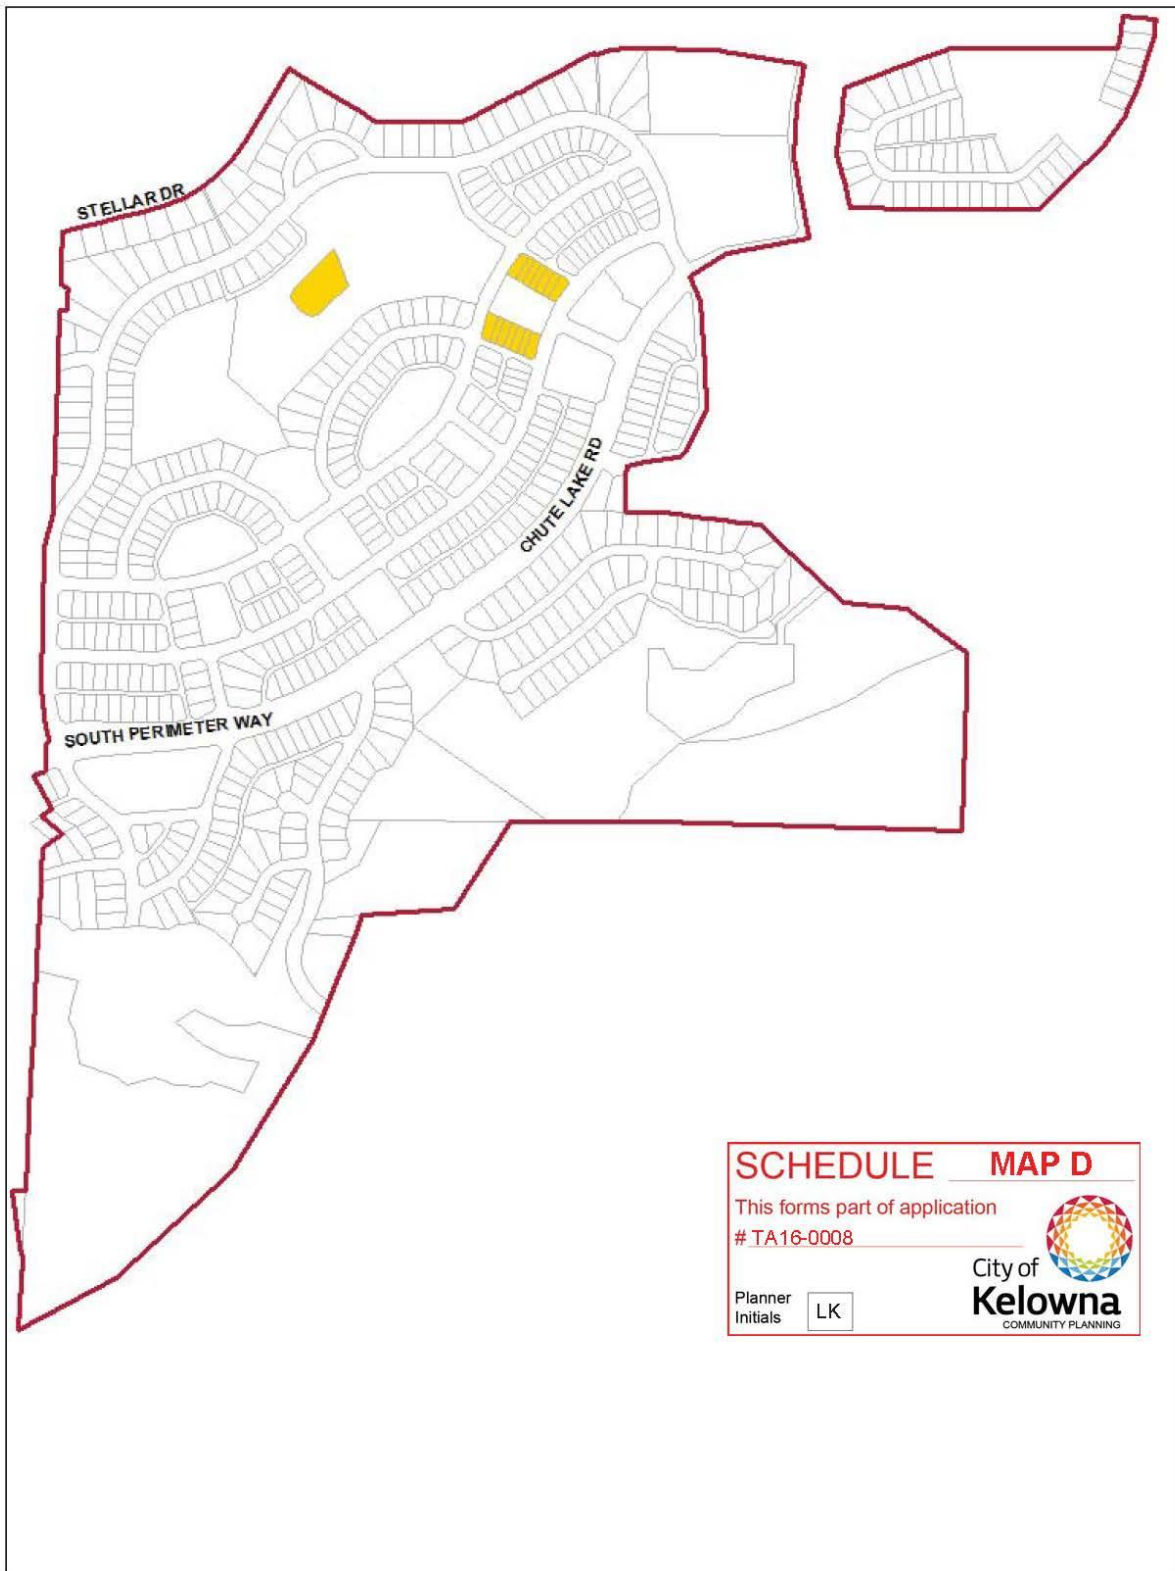 STELLAR DR
CHUTE LAKE RD
SOUTH PERIMETER WAY
SCHEDULE MAP D
This forms part of application
# TA16-0008
City of
Kelowna
COMMUNITY PLANNING
Planner
Initials LK